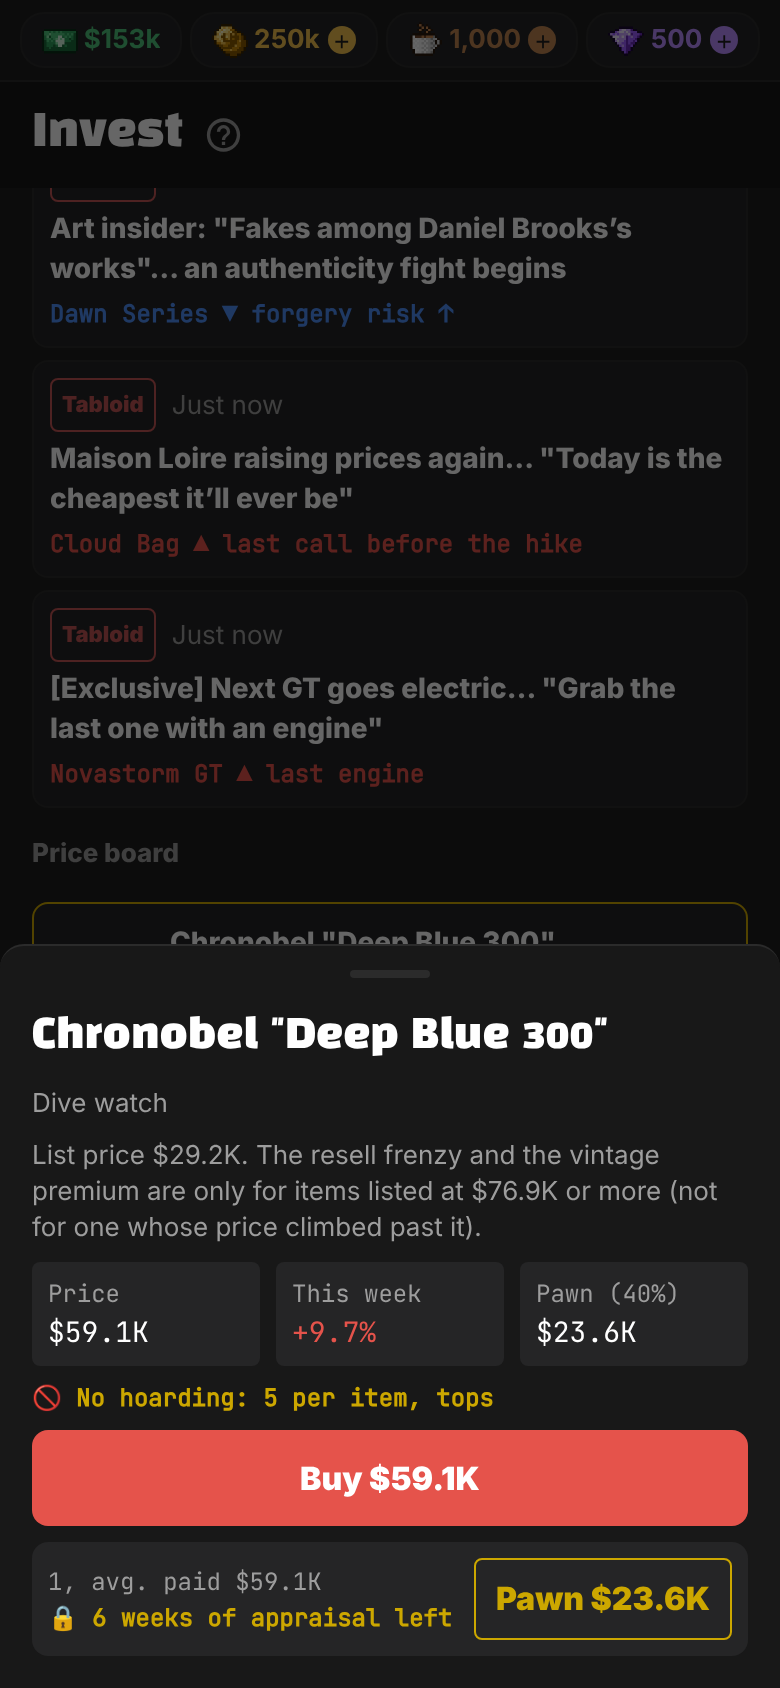 $153k
250k
1,000
500
Invest
Art insider: "Fakes among Daniel Brooks’s
works"... an authenticity fight begins
Dawn Series ▼ forgery risk ↑
Tabloid Just now
Maison Loire raising prices again... "Today is the
cheapest it’ll ever be"
Cloud Bag ▲ last call before the hike
Tabloid Just now
[Exclusive] Next GT goes electric... "Grab the
last one with an engine"
Novastorm GT ▲ last engine
Price board
Chronobel "Deep Blue 300"
Chronobel "Deep Blue 300"
Dive watch
List price $29.2K. The resell frenzy and the vintage
premium are only for items listed at $76.9K or more (not
for one whose price climbed past it).
Price
$59.1K
This week
+9.7%
Pawn (40%)
$23.6K
🚫 No hoarding: 5 per item, tops
Buy $59.1K
1, avg. paid $59.1K
🔒 6 weeks of appraisal left
Pawn $23.6K